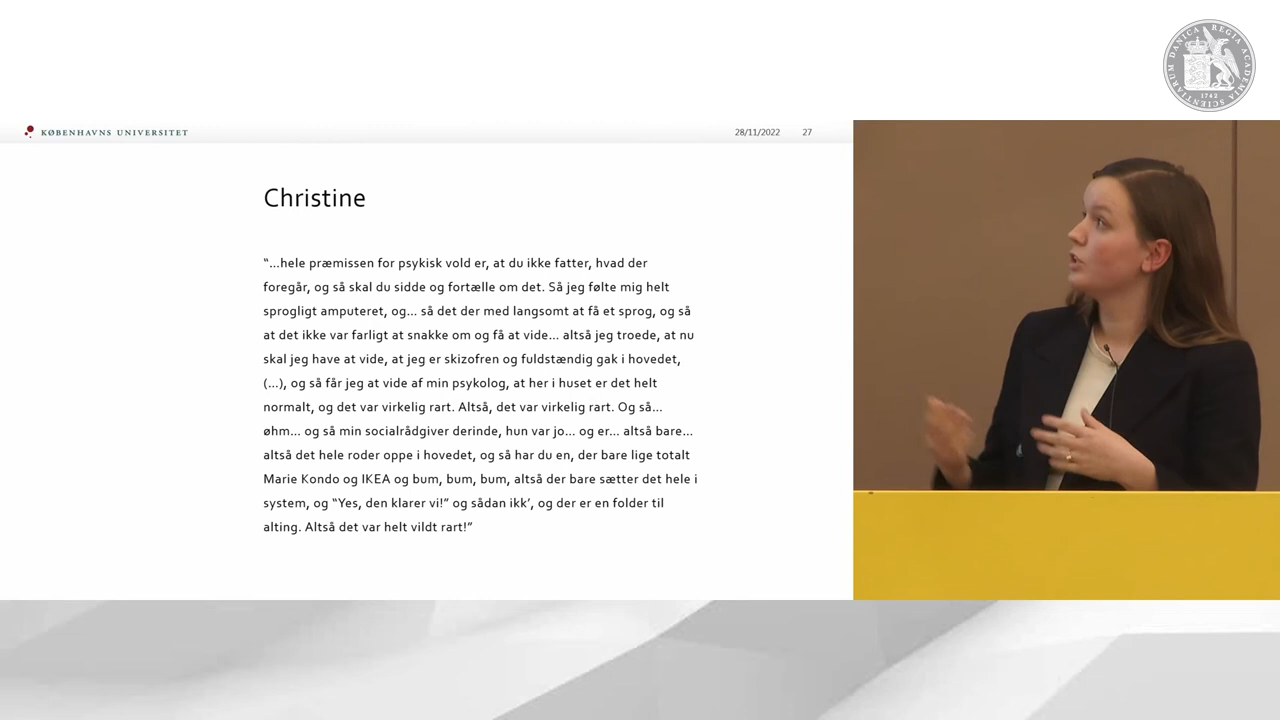 REGIA ACADEMIA SCIENTIARUM DANICA
1742
KØBENHAVNS UNIVERSITET
28/11/2022 27
Christine
“…hele præmissen for psykisk vold er, at du ikke fatter, hvad der
foregår, og så skal du sidde og fortælle om det. Så jeg følte mig helt
sprogligt amputeret, og… så det der med langsomt at få et sprog, og så
at det ikke var farligt at snakke om og få at vide… altså jeg troede, at nu
skal jeg have at vide, at jeg er skizofren og fuldstændig gak i hovedet,
(…), og så får jeg at vide af min psykolog, at her i huset er det helt
normalt, og det var virkelig rart. Altså, det var virkelig rart. Og så…
øhm… og så min socialrådgiver derinde, hun var jo… og er… altså bare…
altså det hele roder oppe i hovedet, og så har du en, der bare lige totalt
Marie Kondo og IKEA og bum, bum, bum, altså der bare sætter det hele i
system, og “Yes, den klarer vi!” og sådan ikk’, og der er en folder til
alting. Altså det var helt vildt rart!”